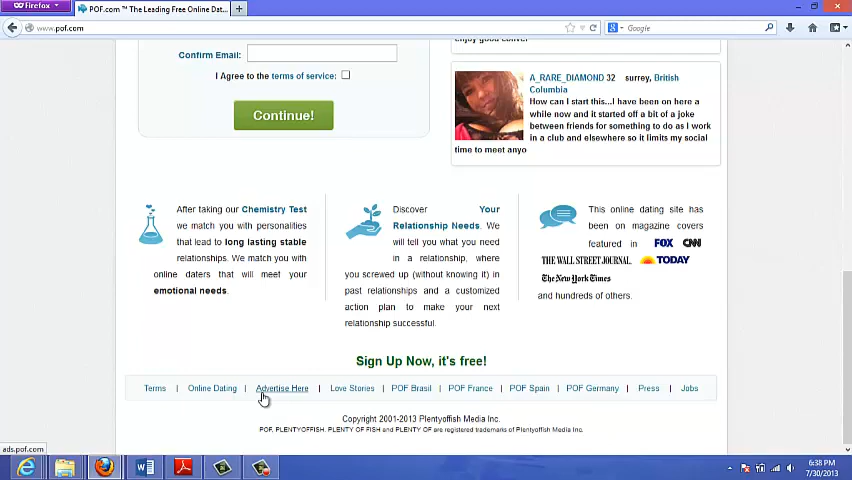 Firefox
POF.com ™ The Leading Free Online Dat...
www.pof.com
Google
Confirm Email:
I Agree to the terms of service:
Continue!
A_RARE_DIAMOND 32 surrey, British
Columbia
How can I start this...I have been on here a
while now and it started off a bit of a joke
between friends for something to do as I work
in a club and elsewhere so it limits my social
time to meet anyo
After taking our Chemistry Test
we match you with personalities
that lead to long lasting stable
relationships. We match you with
online daters that will meet your
emotional needs.
Discover Your
Relationship Needs. We
will tell you what you need
in a relationship, where
you screwed up (without knowing it) in
past relationships and a customized
action plan to make your next
relationship successful.
This online dating site has
been on magazine covers
featured in FOX CNN
THE WALL STREET JOURNAL. TODAY
The New York Times
and hundreds of others.
Sign Up Now, it's free!
Terms | Online Dating | Advertise Here | Love Stories | POF Brasil | POF France | POF Spain | POF Germany | Press | Jobs
Copyright 2001-2013 Plentyoffish Media Inc.
POF, PLENTYOFFISH, PLENTY OF FISH and PLENTY OF are registered trademarks of Plentyoffish Media Inc.
ads.pof.com
6:38 PM
7/30/2013